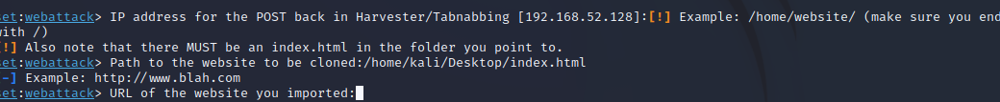 set:webattack> IP address for the POST back in Harvester/Tabnabbing [192.168.52.128]:[!] Example: /home/website/ (make sure you end
with /)
[!] Also note that there MUST be an index.html in the folder you point to.
set:webattack> Path to the website to be cloned:/home/kali/Desktop/index.html
[-] Example: http://www.blah.com
set:webattack> URL of the website you imported: